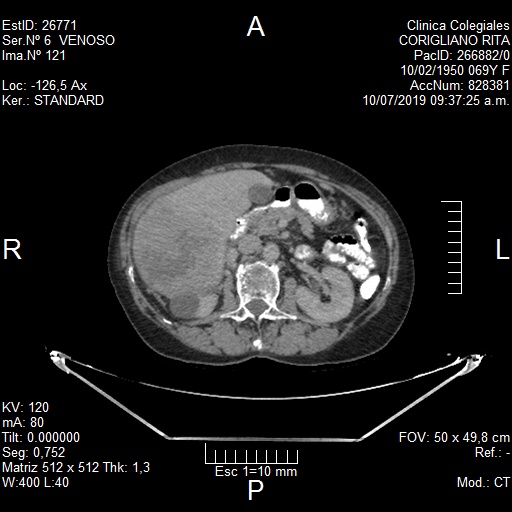 EstID: 26771
Ser.Nº 6 VENOSO
Ima.Nº 121
Loc: -126,5 Ax
Ker.: STANDARD
A
Clinica Colegiales
CORIGLIANO RITA
PacID: 266882/0
10/02/1950 069Y F
AccNum: 828381
10/07/2019 09:37:25 a.m.
R
L
KV: 120
mA: 80
Tilt: 0.000000
Seg: 0,752
Matriz 512 x 512 Thk: 1,3
W:400 L:40
Esc 1=10 mm
P
FOV: 50 x 49,8 cm
Ref.: -
Mod.: CT